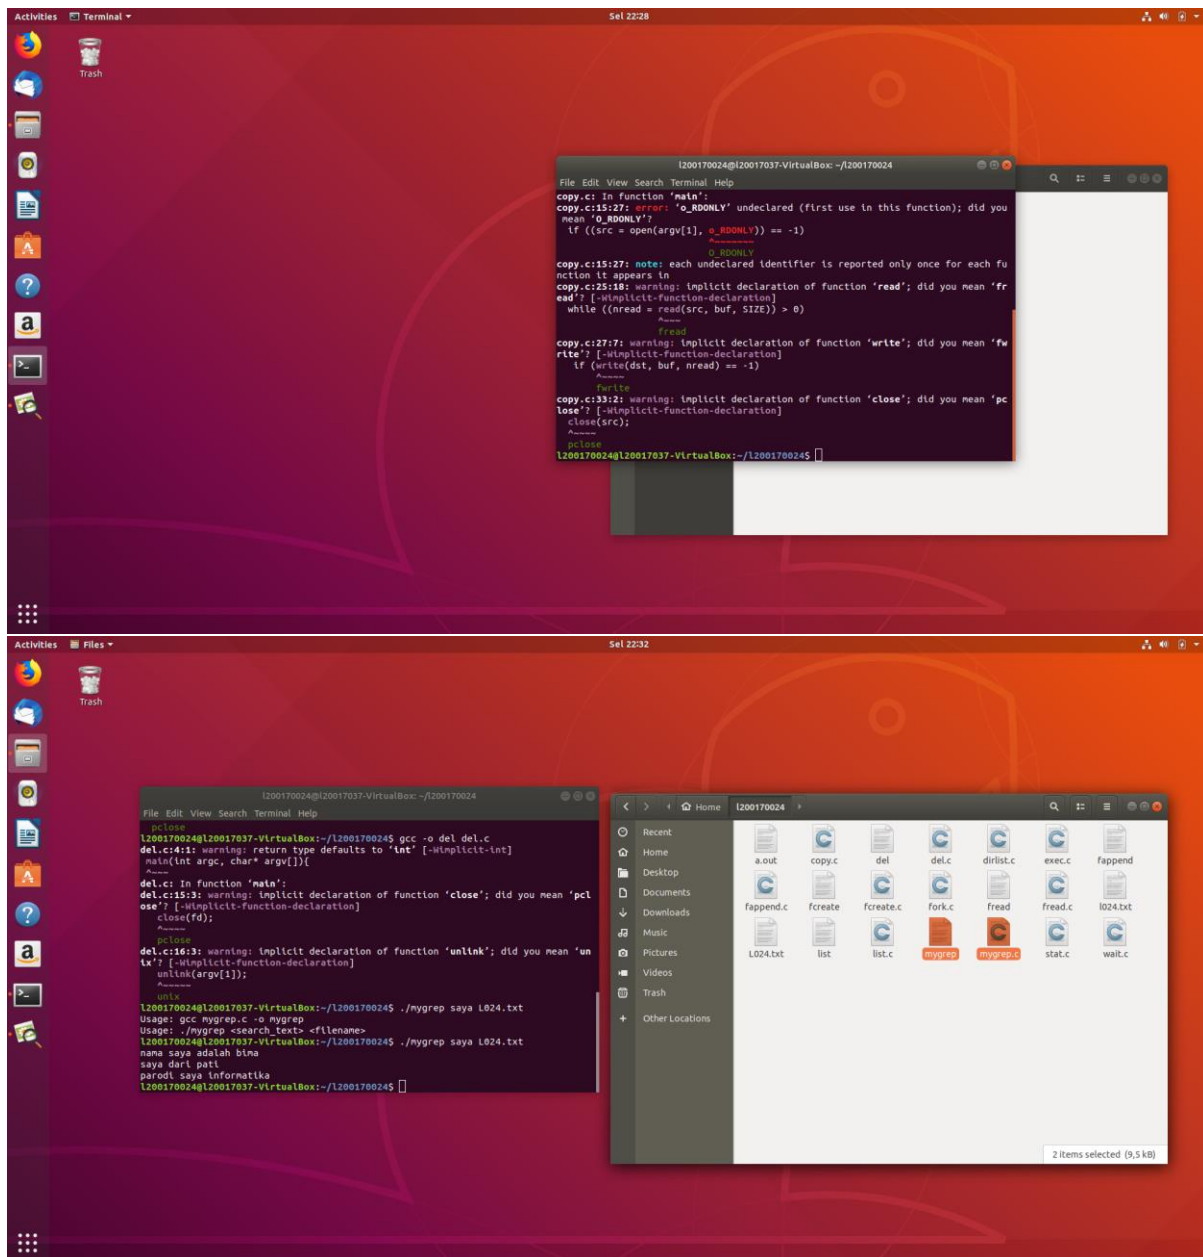 Activities Terminal Sel 22:28
Trash
l200170024@l20017037-VirtualBox: ~/l200170024
File Edit View Search Terminal Help
copy.c: In function ‘main’:
copy.c:15:27: error: ‘o_RDONLY’ undeclared (first use in this function); did you
mean ‘O_RDONLY’?
if ((src = open(argv[1], o_RDONLY)) == -1)
^~~~~~~~
O_RDONLY
copy.c:15:27: note: each undeclared identifier is reported only once for each fu
nction it appears in
copy.c:25:18: warning: implicit declaration of function ‘read’; did you mean ‘fr
ead’? [-Wimplicit-function-declaration]
while ((nread = read(src, buf, SIZE)) > 0)
^~~~
fread
copy.c:27:7: warning: implicit declaration of function ‘write’; did you mean ‘fw
rite’? [-Wimplicit-function-declaration]
if (write(dst, buf, nread) == -1)
^~~~~
fwrite
copy.c:33:2: warning: implicit declaration of function ‘close’; did you mean ‘pc
lose’? [-Wimplicit-function-declaration]
close(src);
^~~~~
pclose
l200170024@l20017037-VirtualBox:~/l200170024$
Activities Files Sel 22:32
Trash
l200170024@l20017037-VirtualBox: ~/l200170024
File Edit View Search Terminal Help
pclose
l200170024@l20017037-VirtualBox:~/l200170024$ gcc -o del del.c
del.c:4:1: warning: return type defaults to ‘int’ [-Wimplicit-int]
main(int argc, char* argv[]){
^~~~
del.c: In function ‘main’:
del.c:15:3: warning: implicit declaration of function ‘close’; did you mean ‘pcl
ose’? [-Wimplicit-function-declaration]
close(fd);
^~~~~
pclose
del.c:16:3: warning: implicit declaration of function ‘unlink’; did you mean ‘un
ix’? [-Wimplicit-function-declaration]
unlink(argv[1]);
^~~~~~
unix
l200170024@l20017037-VirtualBox:~/l200170024$ ./mygrep saya L024.txt
Usage: gcc mygrep.c -o mygrep
Usage: ./mygrep <search_text> <filename>
l200170024@l20017037-VirtualBox:~/l200170024$ ./mygrep saya L024.txt
nama saya adalah bima
saya dari pati
parodi saya informatika
l200170024@l20017037-VirtualBox:~/l200170024$
Home l200170024
Recent
Home
Desktop
Documents
Downloads
Music
Pictures
Videos
Trash
+ Other Locations
a.out copy.c del del.c dirlist.c exec.c fappend
fappend.c fcreate fcreate.c fork.c fread fread.c l024.txt
L024.txt list list.c mygrep mygrep.c stat.c wait.c
2 items selected (9,5 kB)